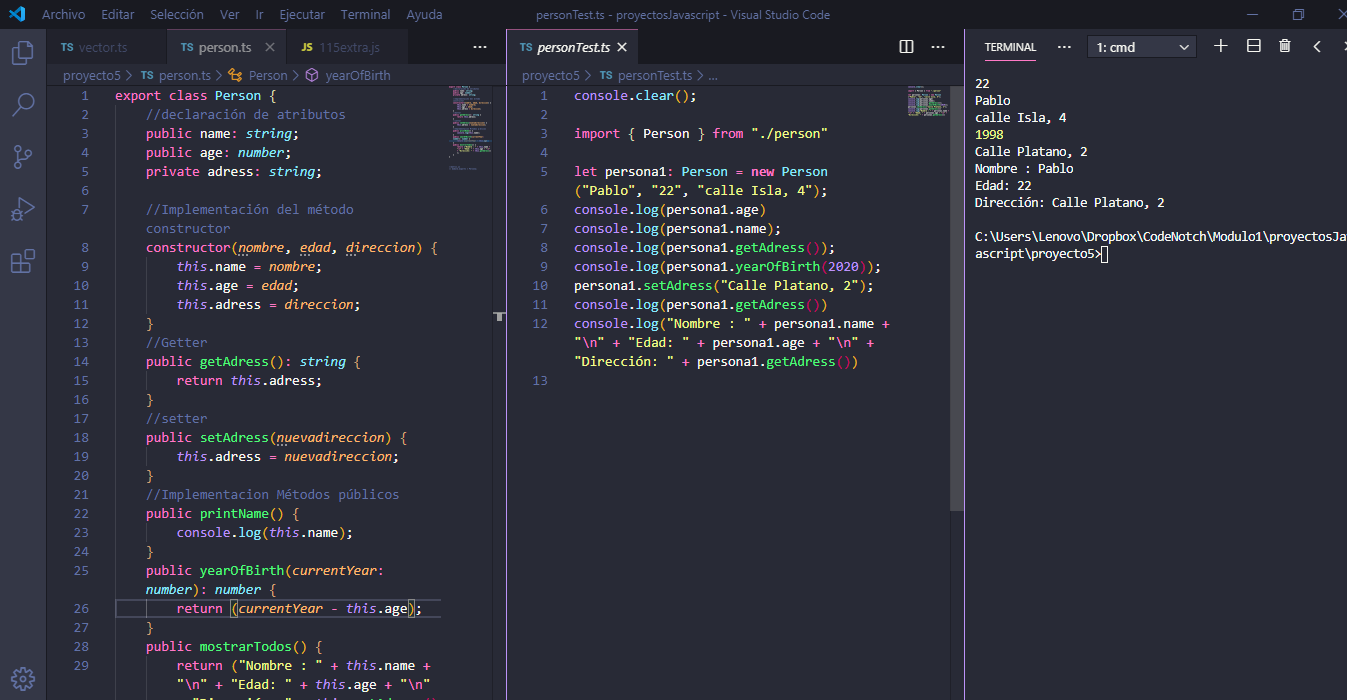 Archivo Editar Selección Ver Ir Ejecutar Terminal Ayuda
personTest.ts - proyectosJavascript - Visual Studio Code
TS vector.ts
TS person.ts
JS 115extra.js
proyecto5 > TS person.ts > Person > yearOfBirth
1 export class Person {
2 //declaración de atributos
3 public name: string;
4 public age: number;
5 private adress: string;
6
7 //Implementación del método
constructor
8 constructor(nombre, edad, direccion) {
9 this.name = nombre;
10 this.age = edad;
11 this.adress = direccion;
12 }
13 //Getter
14 public getAdress(): string {
15 return this.adress;
16 }
17 //setter
18 public setAdress(nuevadireccion) {
19 this.adress = nuevadireccion;
20 }
21 //Implementacion Métodos públicos
22 public printName() {
23 console.log(this.name);
24 }
25 public yearOfBirth(currentYear:
number): number {
26 return (currentYear - this.age);
27 }
28 public mostrarTodos() {
29 return ("Nombre : " + this.name +
"\n" + "Edad: " + this.age + "\n"
TS personTest.ts
proyecto5 > TS personTest.ts > ...
1 console.clear();
2
3 import { Person } from "./person"
4
5 let persona1: Person = new Person
("Pablo", "22", "calle Isla, 4");
6 console.log(persona1.age)
7 console.log(persona1.name);
8 console.log(persona1.getAdress());
9 console.log(persona1.yearOfBirth(2020));
10 persona1.setAdress("Calle Platano, 2");
11 console.log(persona1.getAdress())
12 console.log("Nombre : " + persona1.name +
"\n" + "Edad: " + persona1.age + "\n" +
"Dirección: " + persona1.getAdress())
13
TERMINAL
1: cmd
22
Pablo
calle Isla, 4
1998
Calle Platano, 2
Nombre : Pablo
Edad: 22
Dirección: Calle Platano, 2
C:\Users\Lenovo\Dropbox\CodeNotch\Modulo1\proyectosJa
ascript\proyecto5>